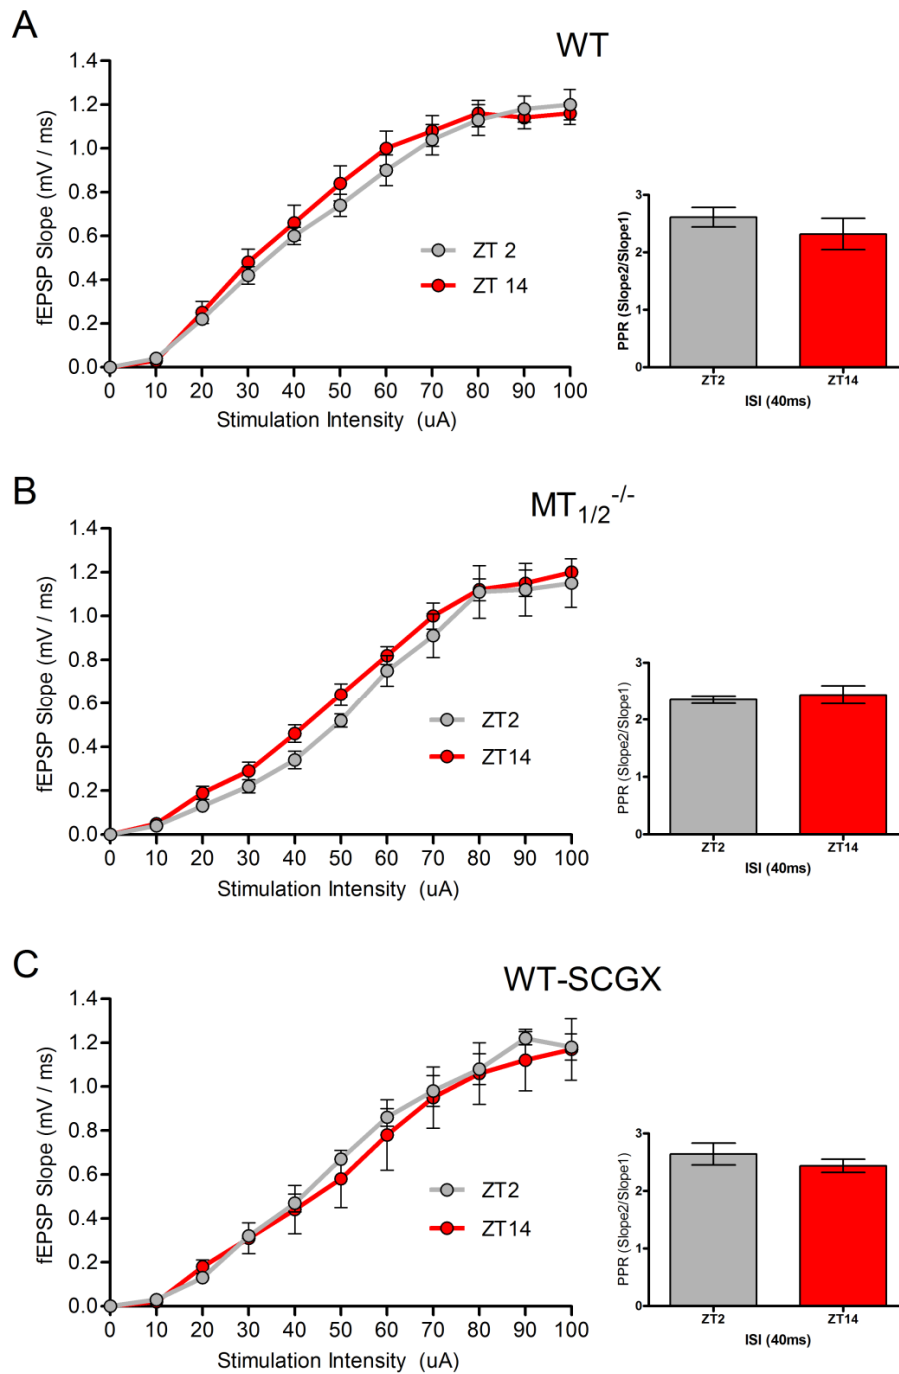 A
WT
fEPSP Slope (mV / ms)
1.4
1.2
1.0
0.8
0.6
0.4
0.2
0.0
ZT 2
ZT 14
0 10 20 30 40 50 60 70 80 90 100
Stimulation Intensity (uA)
PPR (Slope2/Slope1)
3
2
1
0
ZT2 ZT14
ISI (40ms)
B
MT1/2-/-
fEPSP Slope (mV / ms)
1.4
1.2
1.0
0.8
0.6
0.4
0.2
0.0
ZT2
ZT14
0 10 20 30 40 50 60 70 80 90 100
Stimulation Intensity (uA)
PPR (Slope2/Slope1)
3
2
1
0
ZT2 ZT14
ISI (40ms)
C
WT-SCGX
fEPSP Slope (mV / ms)
1.4
1.2
1.0
0.8
0.6
0.4
0.2
0.0
ZT2
ZT14
0 10 20 30 40 50 60 70 80 90 100
Stimulation Intensity (uA)
PPR (Slope2/Slope1)
3
2
1
0
ZT2 ZT14
ISI (40ms)